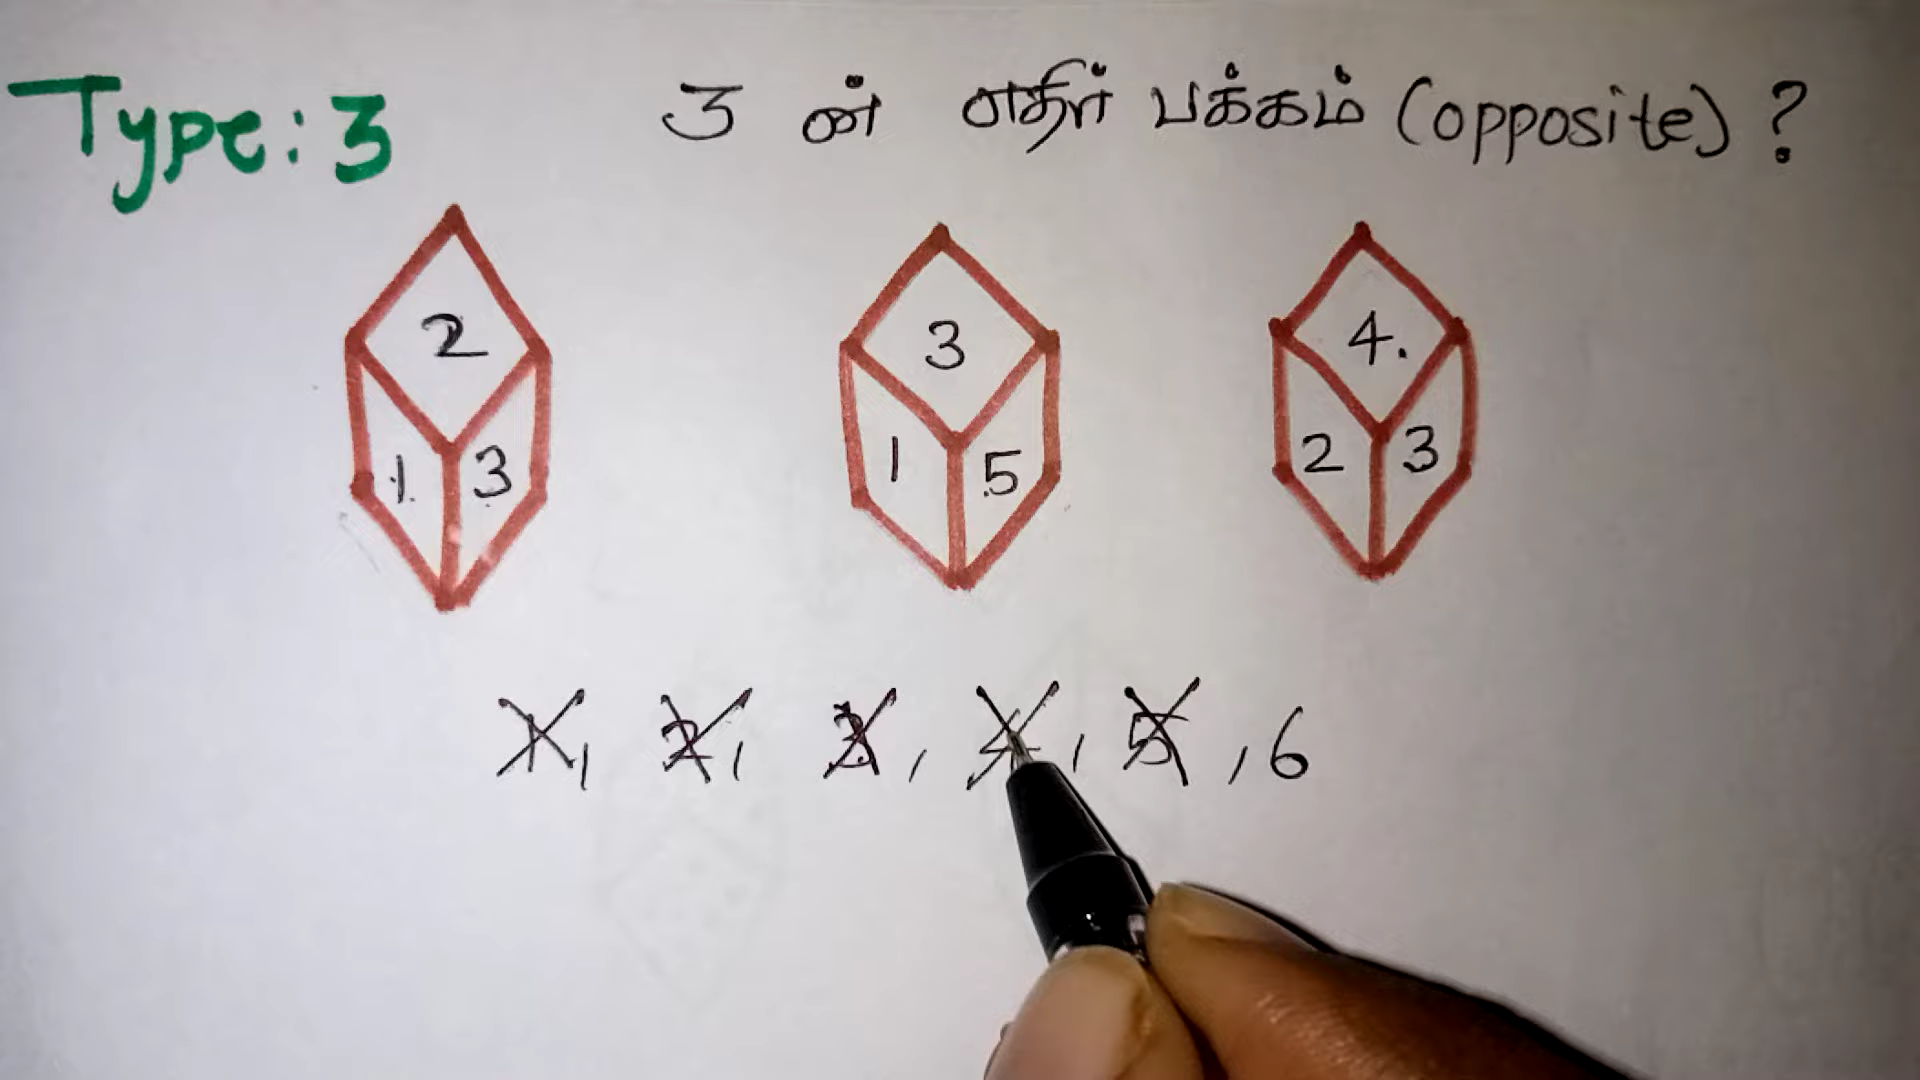 Type: 3
3 ன் எதிர் பக்கம் (opposite) ?
2
1 3
3
1 5
4.
2 3
1, 2, 3, 4, 5, 6